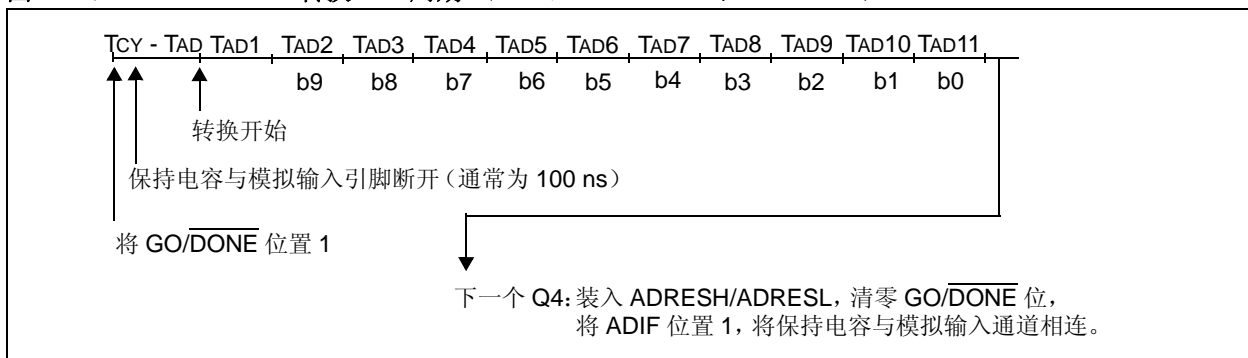 TCY - TAD TAD1 TAD2 TAD3 TAD4 TAD5 TAD6 TAD7 TAD8 TAD9 TAD10 TAD11
b9 b8 b7 b6 b5 b4 b3 b2 b1 b0
转换开始
保持电容与模拟输入引脚断开（通常为 100 ns）
将 GO/DONE 位置 1
下一个 Q4：装入 ADRESH/ADRESL，清零 GO/DONE 位，
将 ADIF 位置 1，将保持电容与模拟输入通道相连。